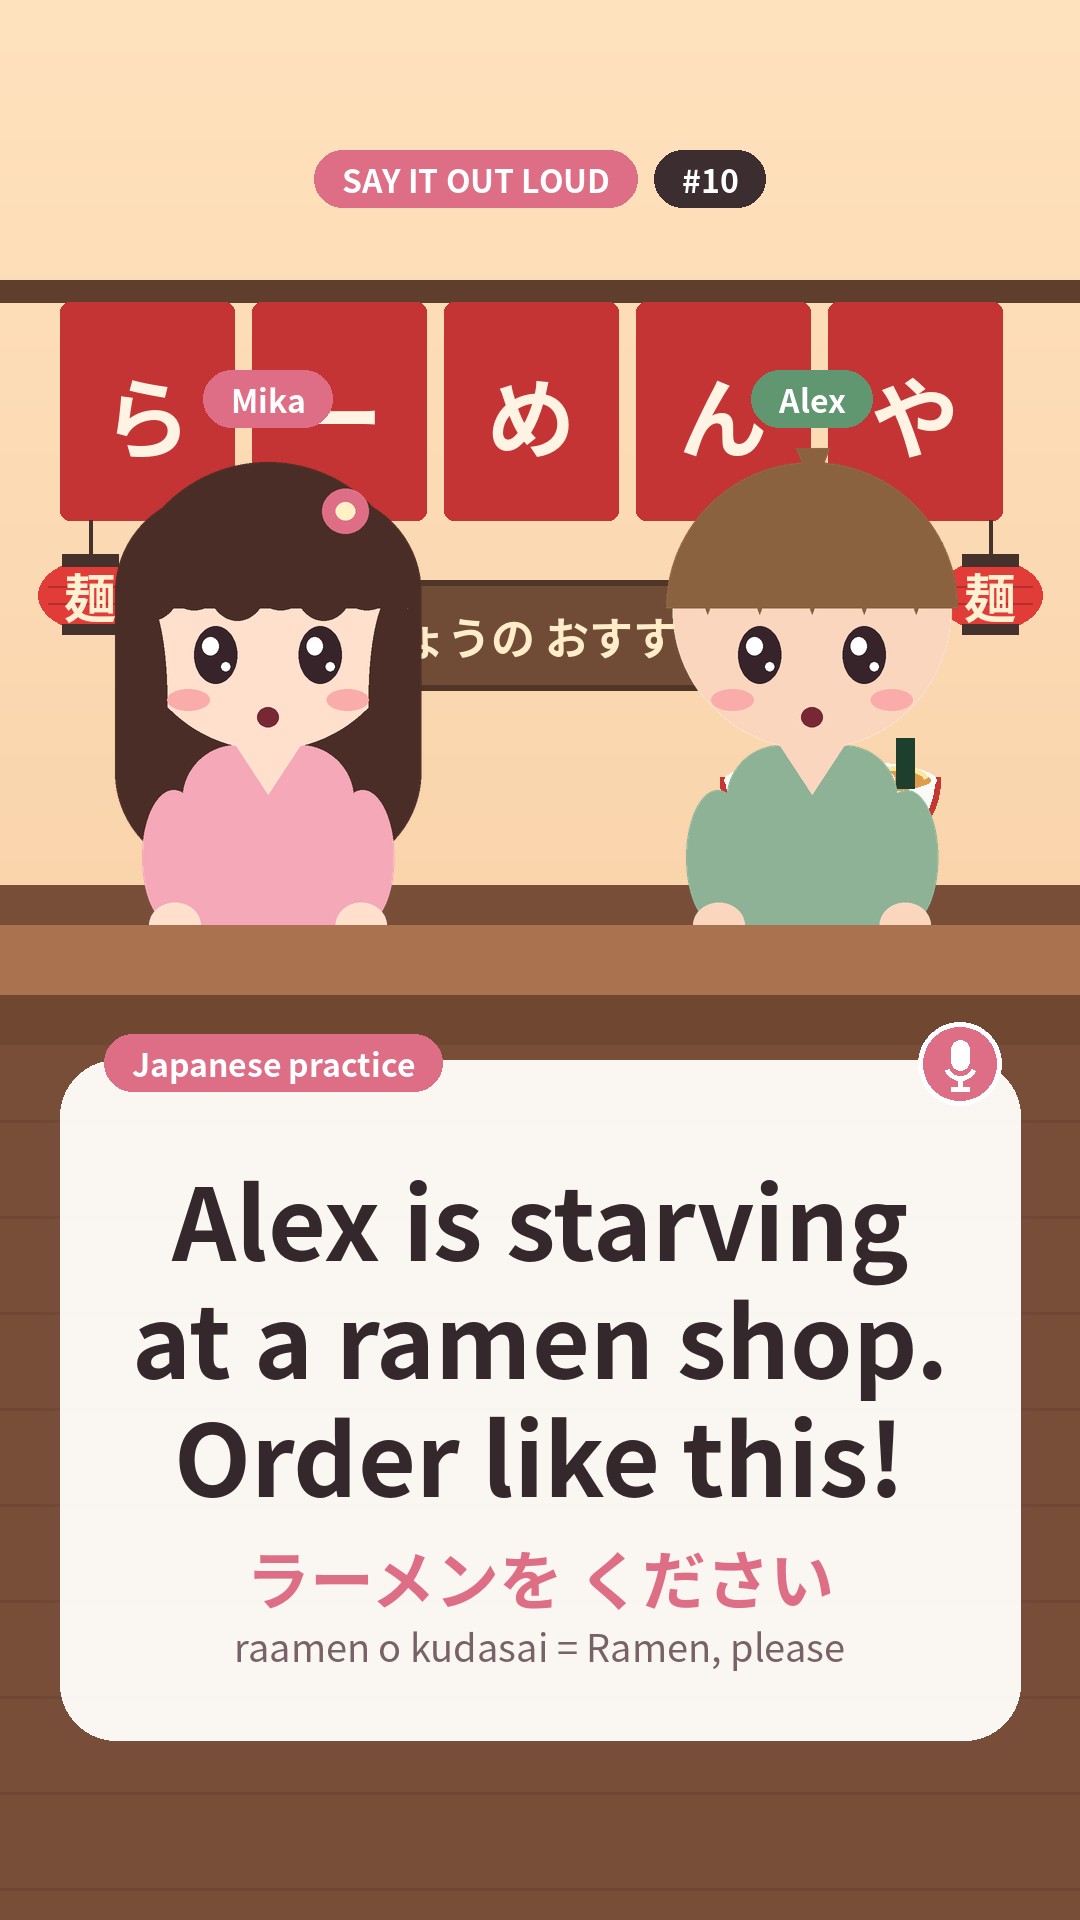 SAY IT OUT LOUD #10
らーめんや
Mika
Alex
麺
麺
ょうの おすす
Japanese practice
Alex is starving
at a ramen shop.
Order like this!
ラーメンを ください
raamen o kudasai = Ramen, please